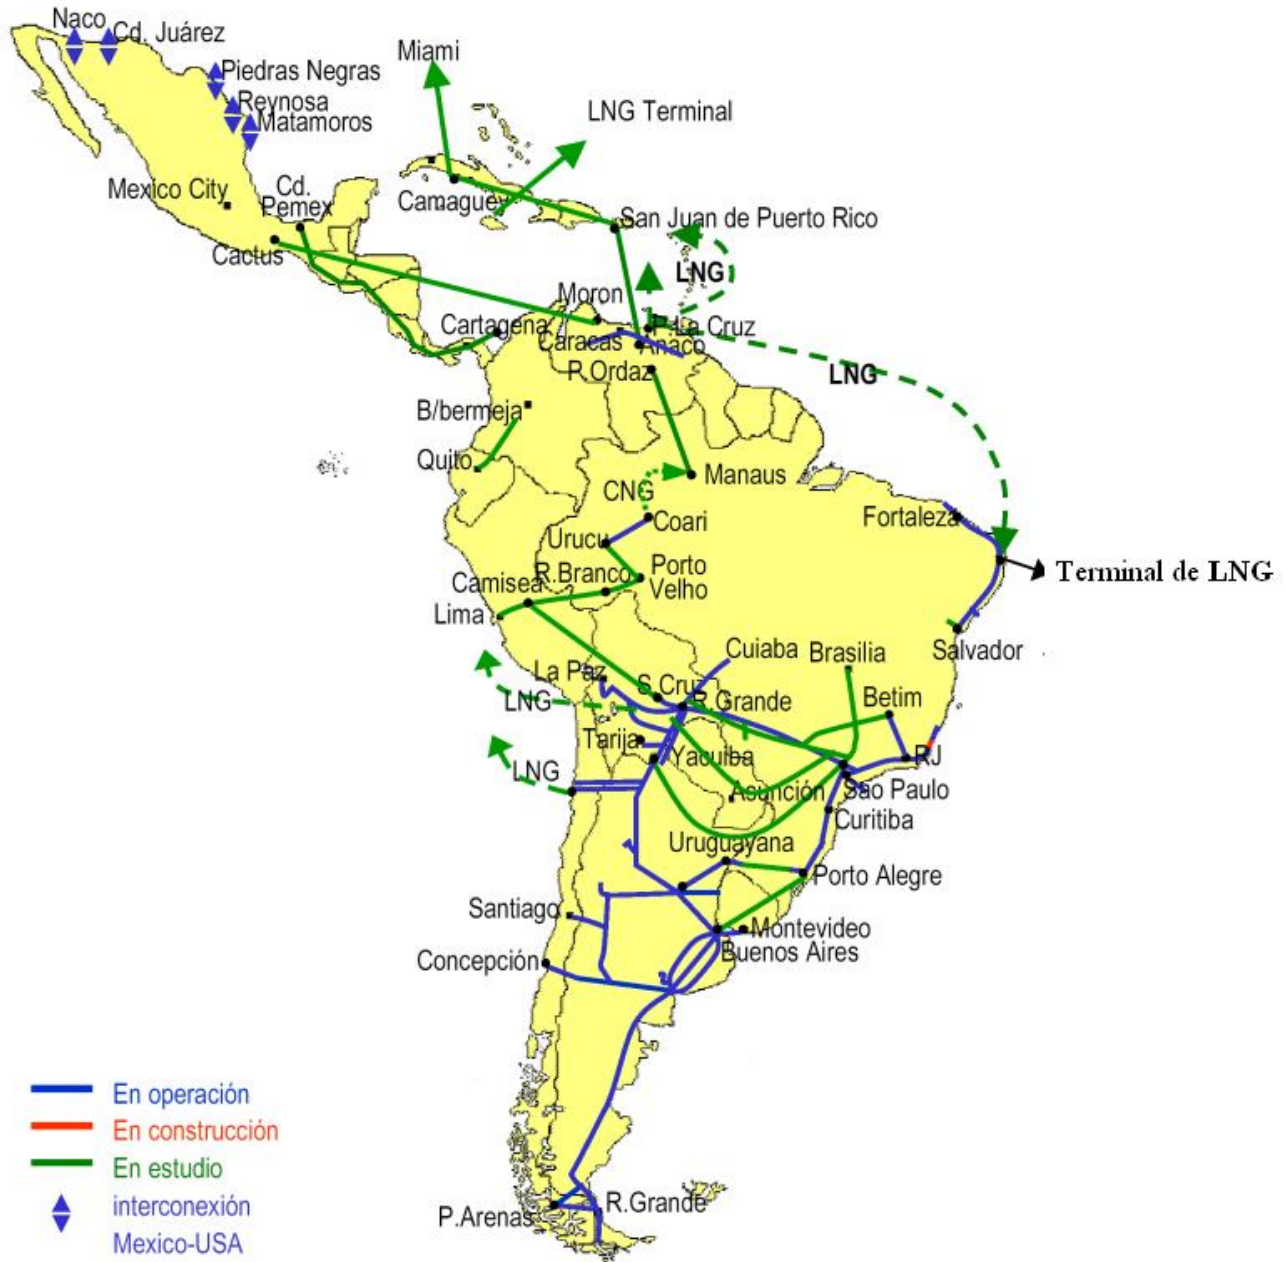 Naco
Cd. Juárez
Piedras Negras
Reynosa
Matamoros
Miami
LNG Terminal
Mexico City
Cd.
Pemex
Camaguey
San Juan de Puerto Rico
Cactus
LNG
Moron
Cartagena
P.La Cruz
Caracas
Anaco
P.Ordaz
LNG
B/bermeja
Quito
Manaus
CNG
Coari
Fortaleza
Urucu
R.Branco
Porto
Velho
Terminal de LNG
Camisea
Lima
Salvador
Cuiaba
Brasilia
La Paz
S.Cruz
R.Grande
Betim
LNG
Tarija
Yacuiba
RJ
LNG
Asunción
São Paulo
Curitiba
Uruguayana
Porto Alegre
Santiago
Montevideo
Buenos Aires
Concepción
En operación
En construcción
En estudio
interconexión
Mexico-USA
P.Arenas
R.Grande